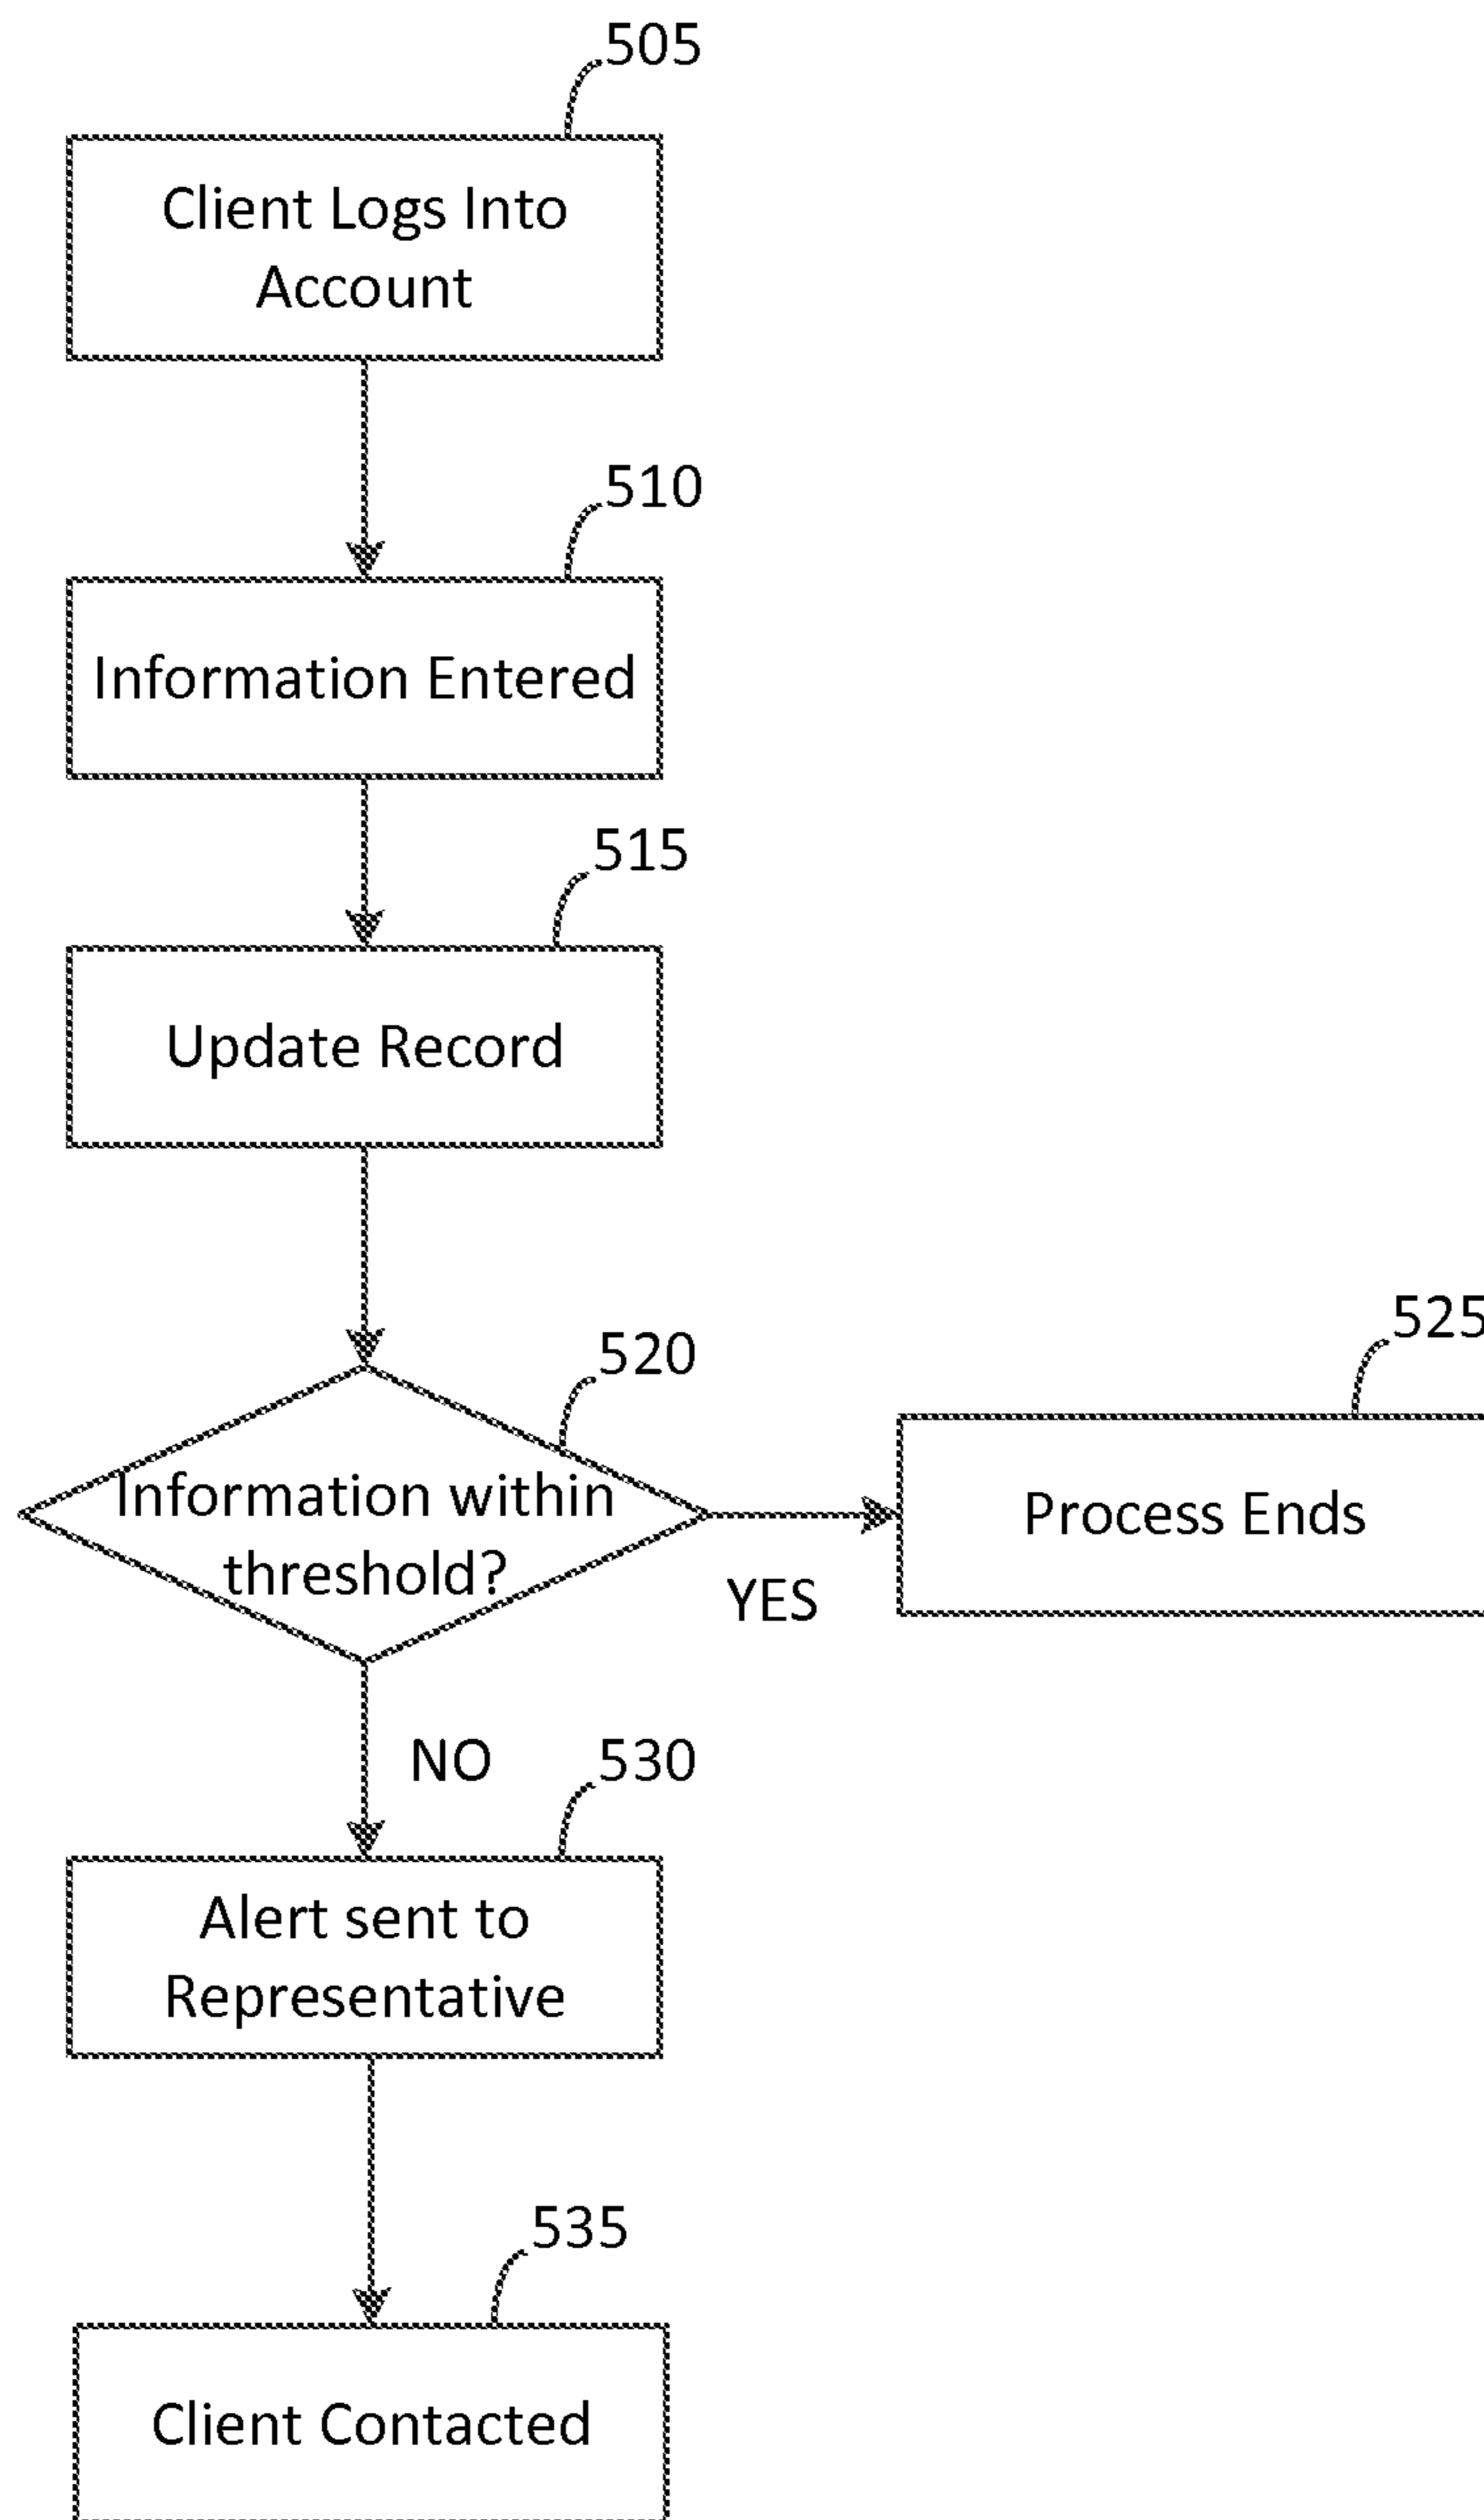 505
Client Logs Into
Account
510
Information Entered
515
Update Record
520
Information within
threshold?
YES
525
Process Ends
NO
530
Alert sent to
Representative
535
Client Contacted